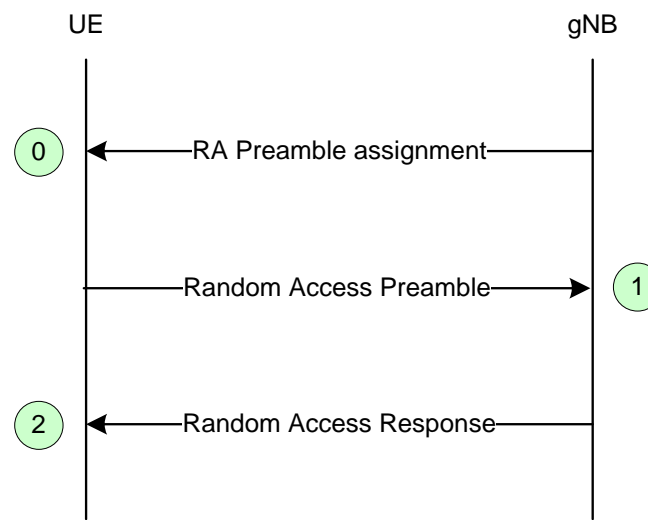 UE gNB
0 RA Preamble assignment
Random Access Preamble 1
2 Random Access Response